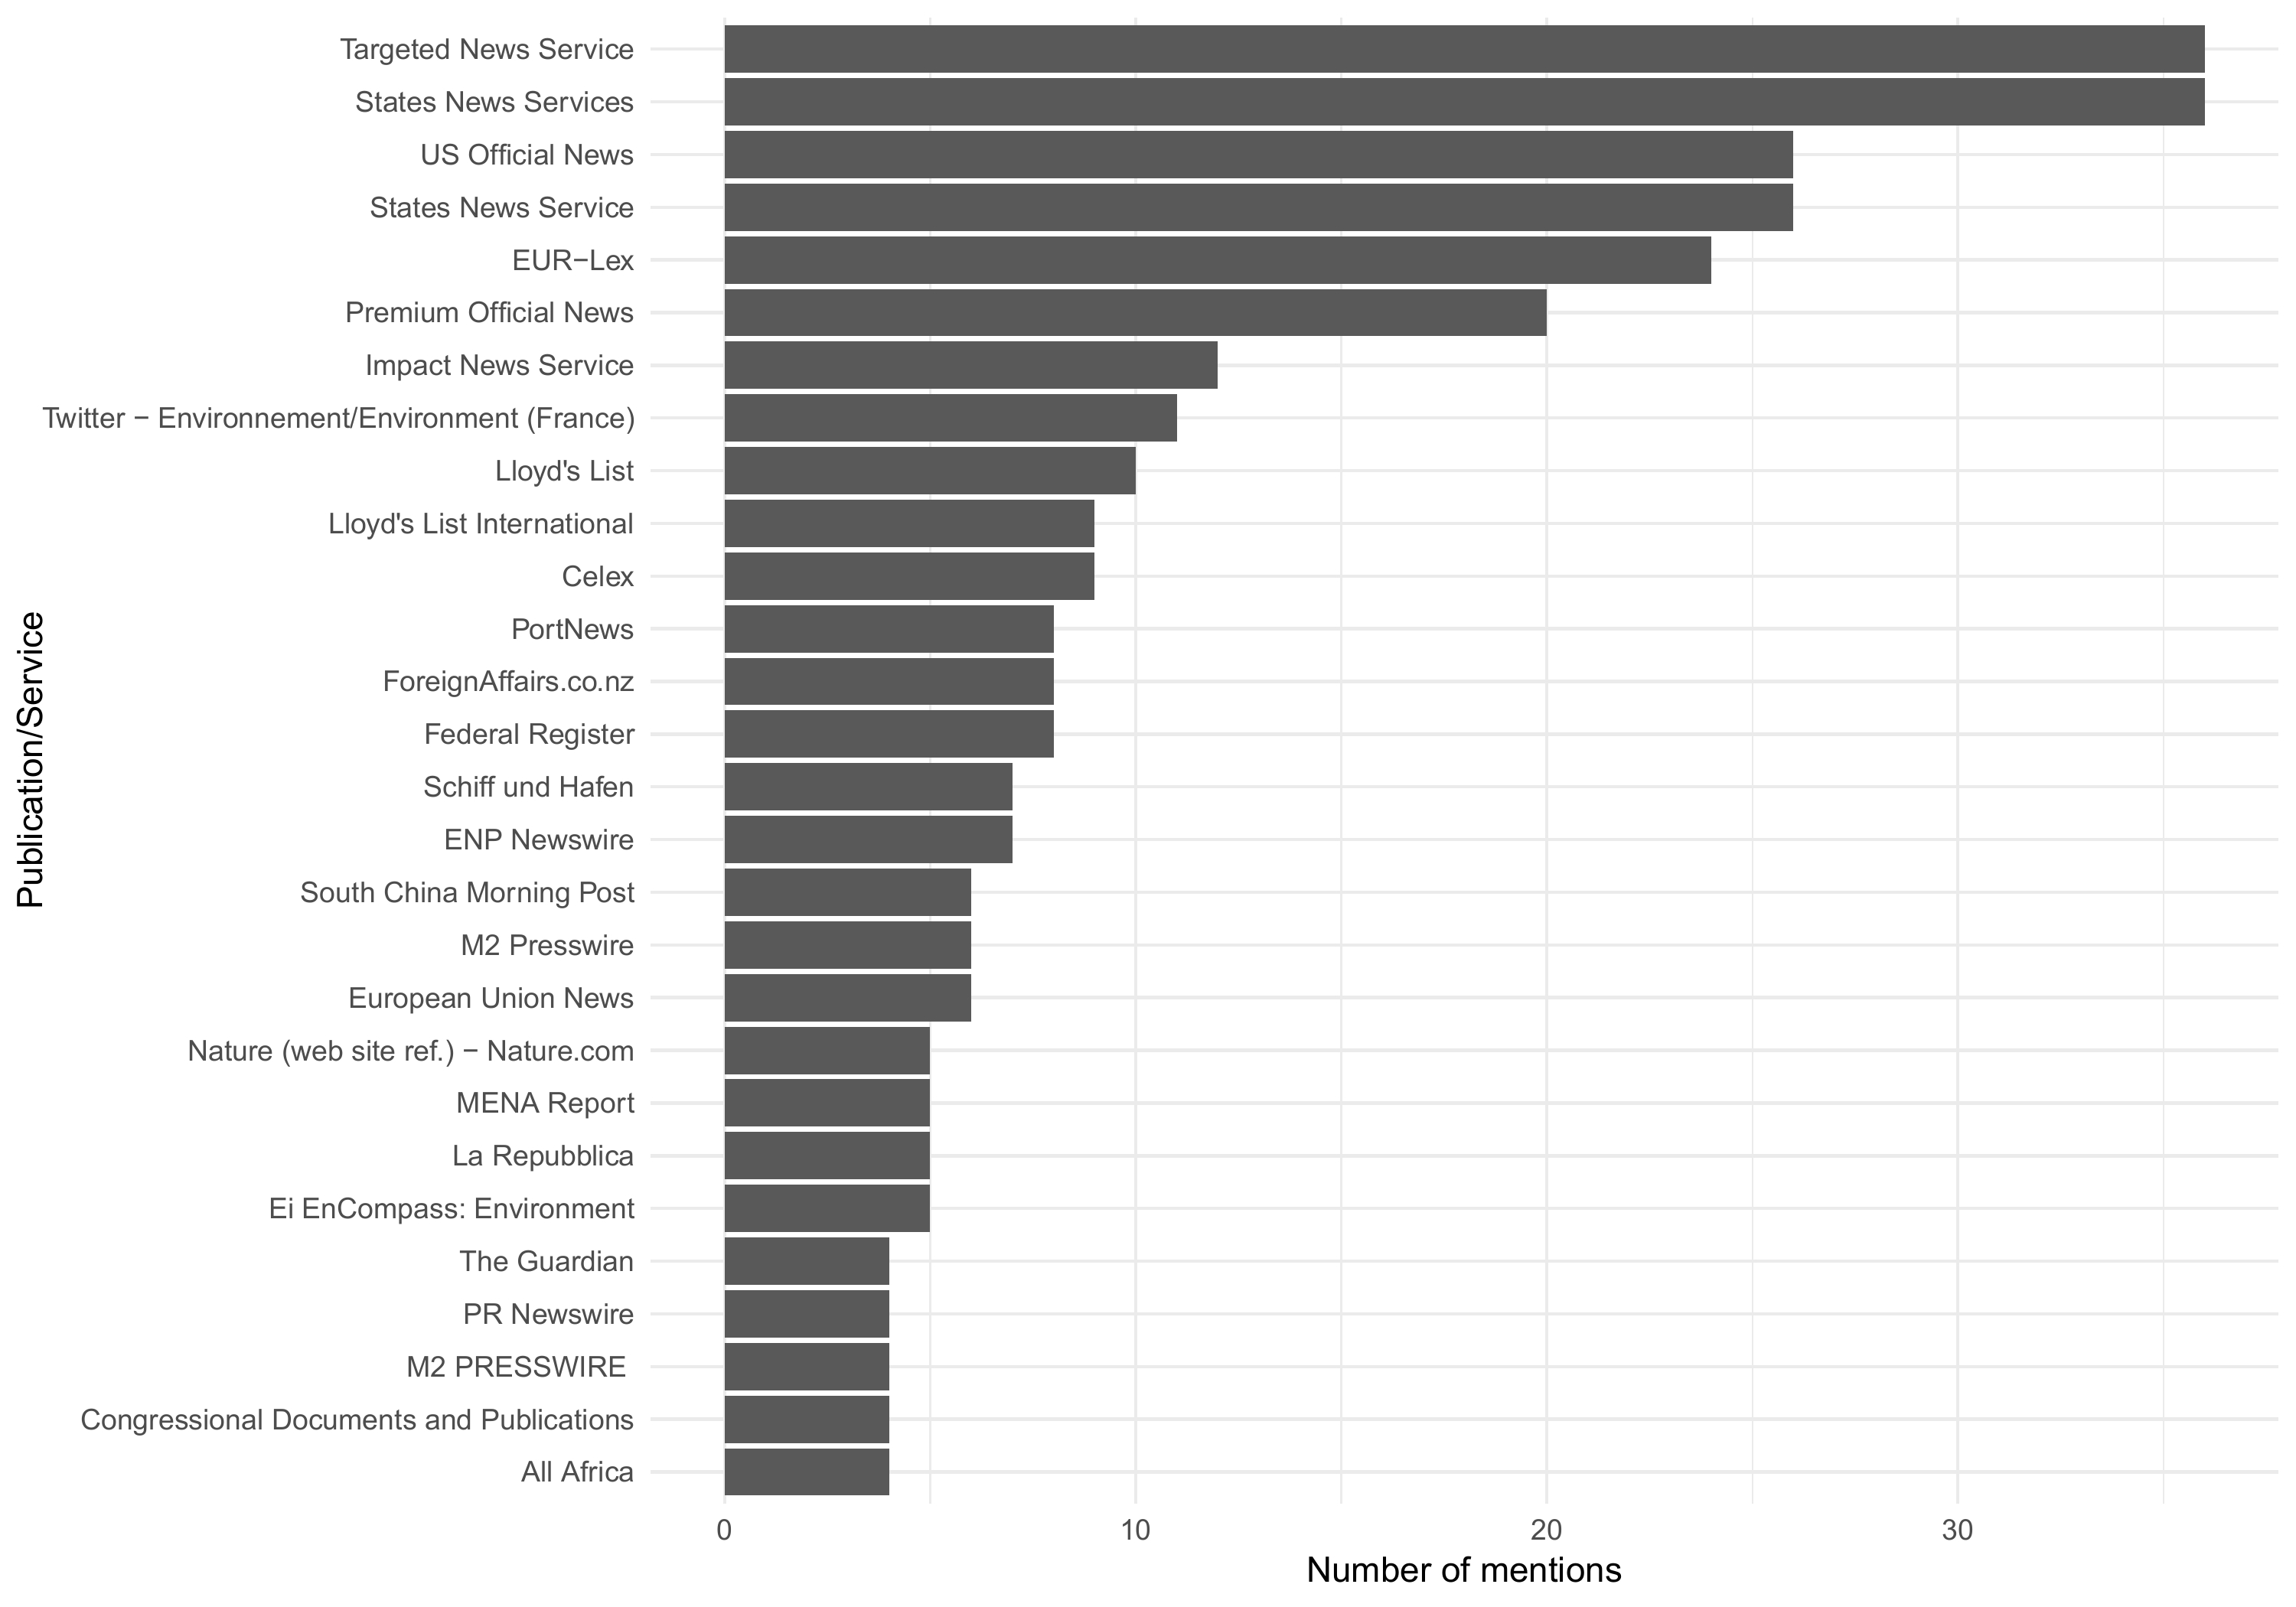 Targeted News Service
States News Services
US Official News
States News Service
EUR−Lex
Premium Official News
Impact News Service
Twitter − Environnement/Environment (France)
Lloyd's List
Lloyd's List International
Celex
PortNews
ForeignAffairs.co.nz
Federal Register
Schiff und Hafen
ENP Newswire
South China Morning Post
M2 Presswire
European Union News
Nature (web site ref.) − Nature.com
MENA Report
La Repubblica
Ei EnCompass: Environment
The Guardian
PR Newswire
M2 PRESSWIRE
Congressional Documents and Publications
All Africa
Publication/Service
0 10 20 30
Number of mentions